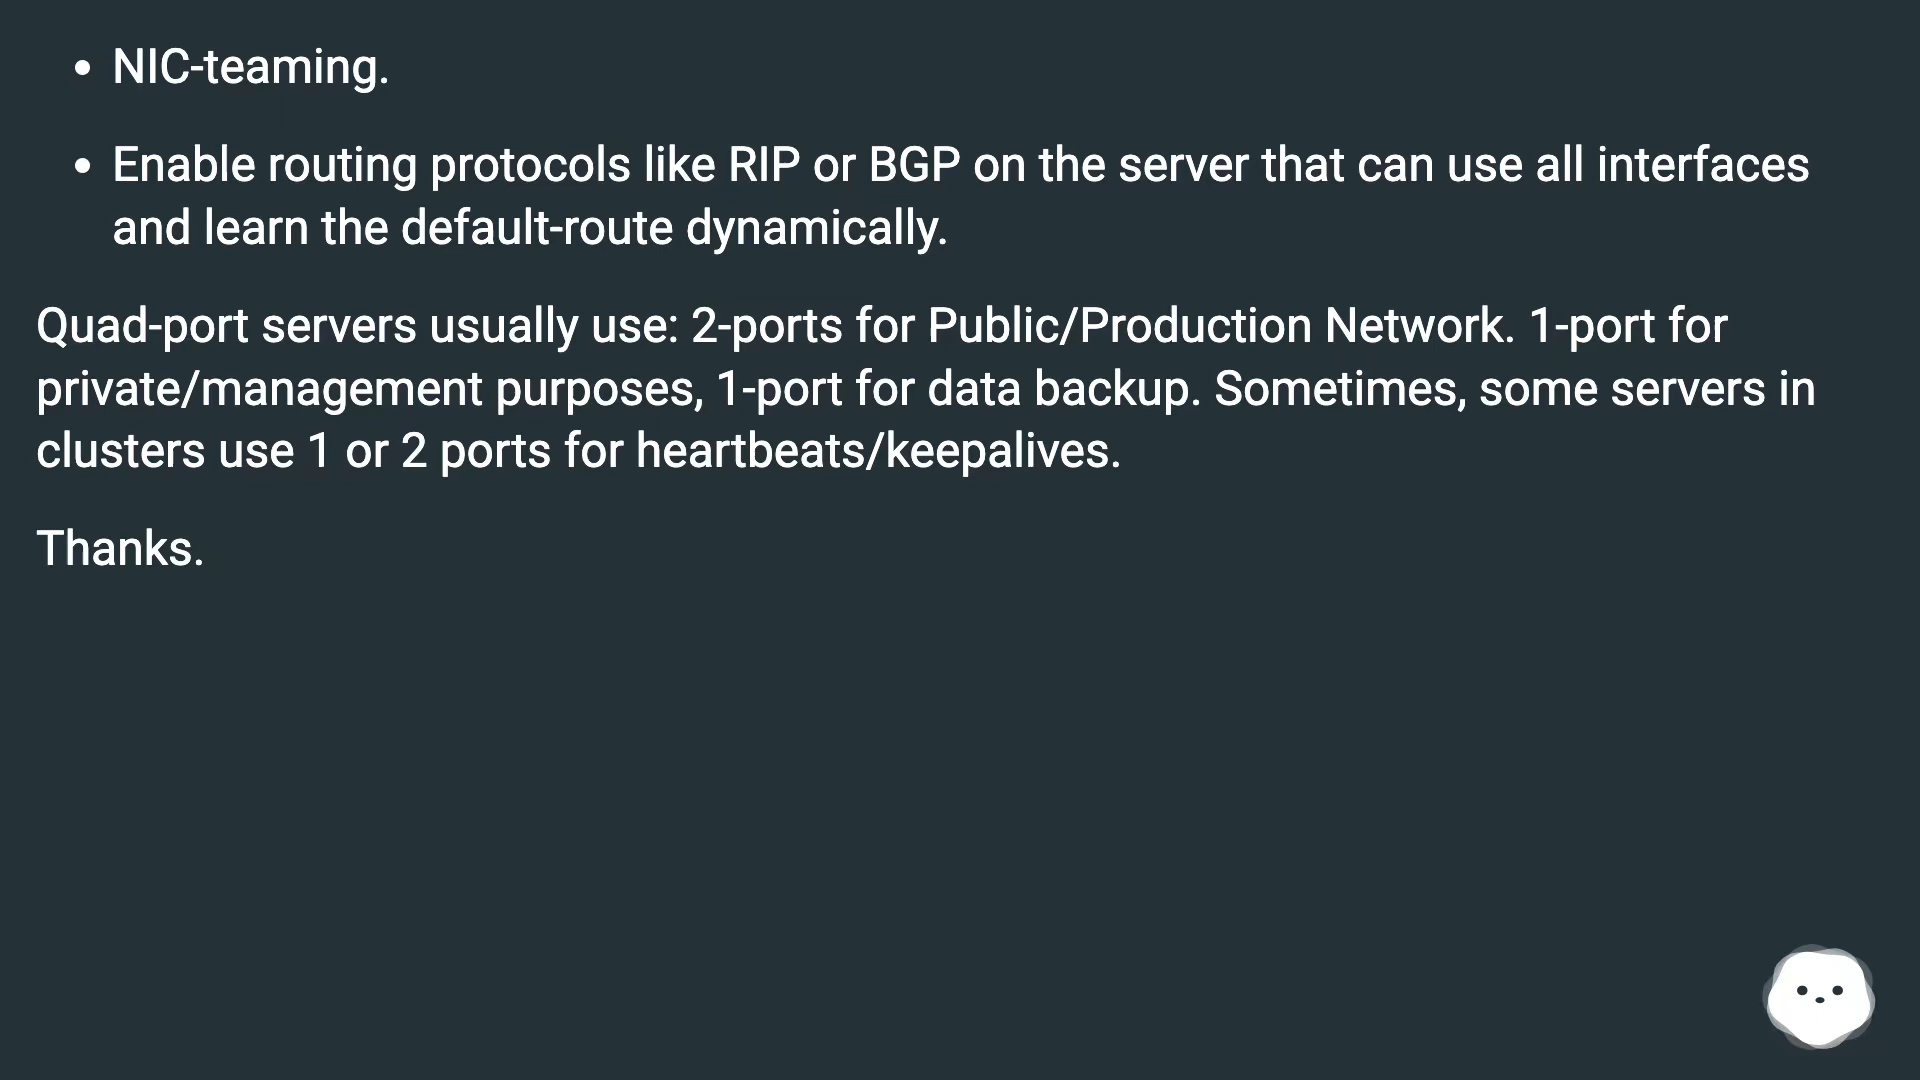 • NIC-teaming.
• Enable routing protocols like RIP or BGP on the server that can use all interfaces
and learn the default-route dynamically.
Quad-port servers usually use: 2-ports for Public/Production Network. 1-port for
private/management purposes, 1-port for data backup. Sometimes, some servers in
clusters use 1 or 2 ports for heartbeats/keepalives.
Thanks.